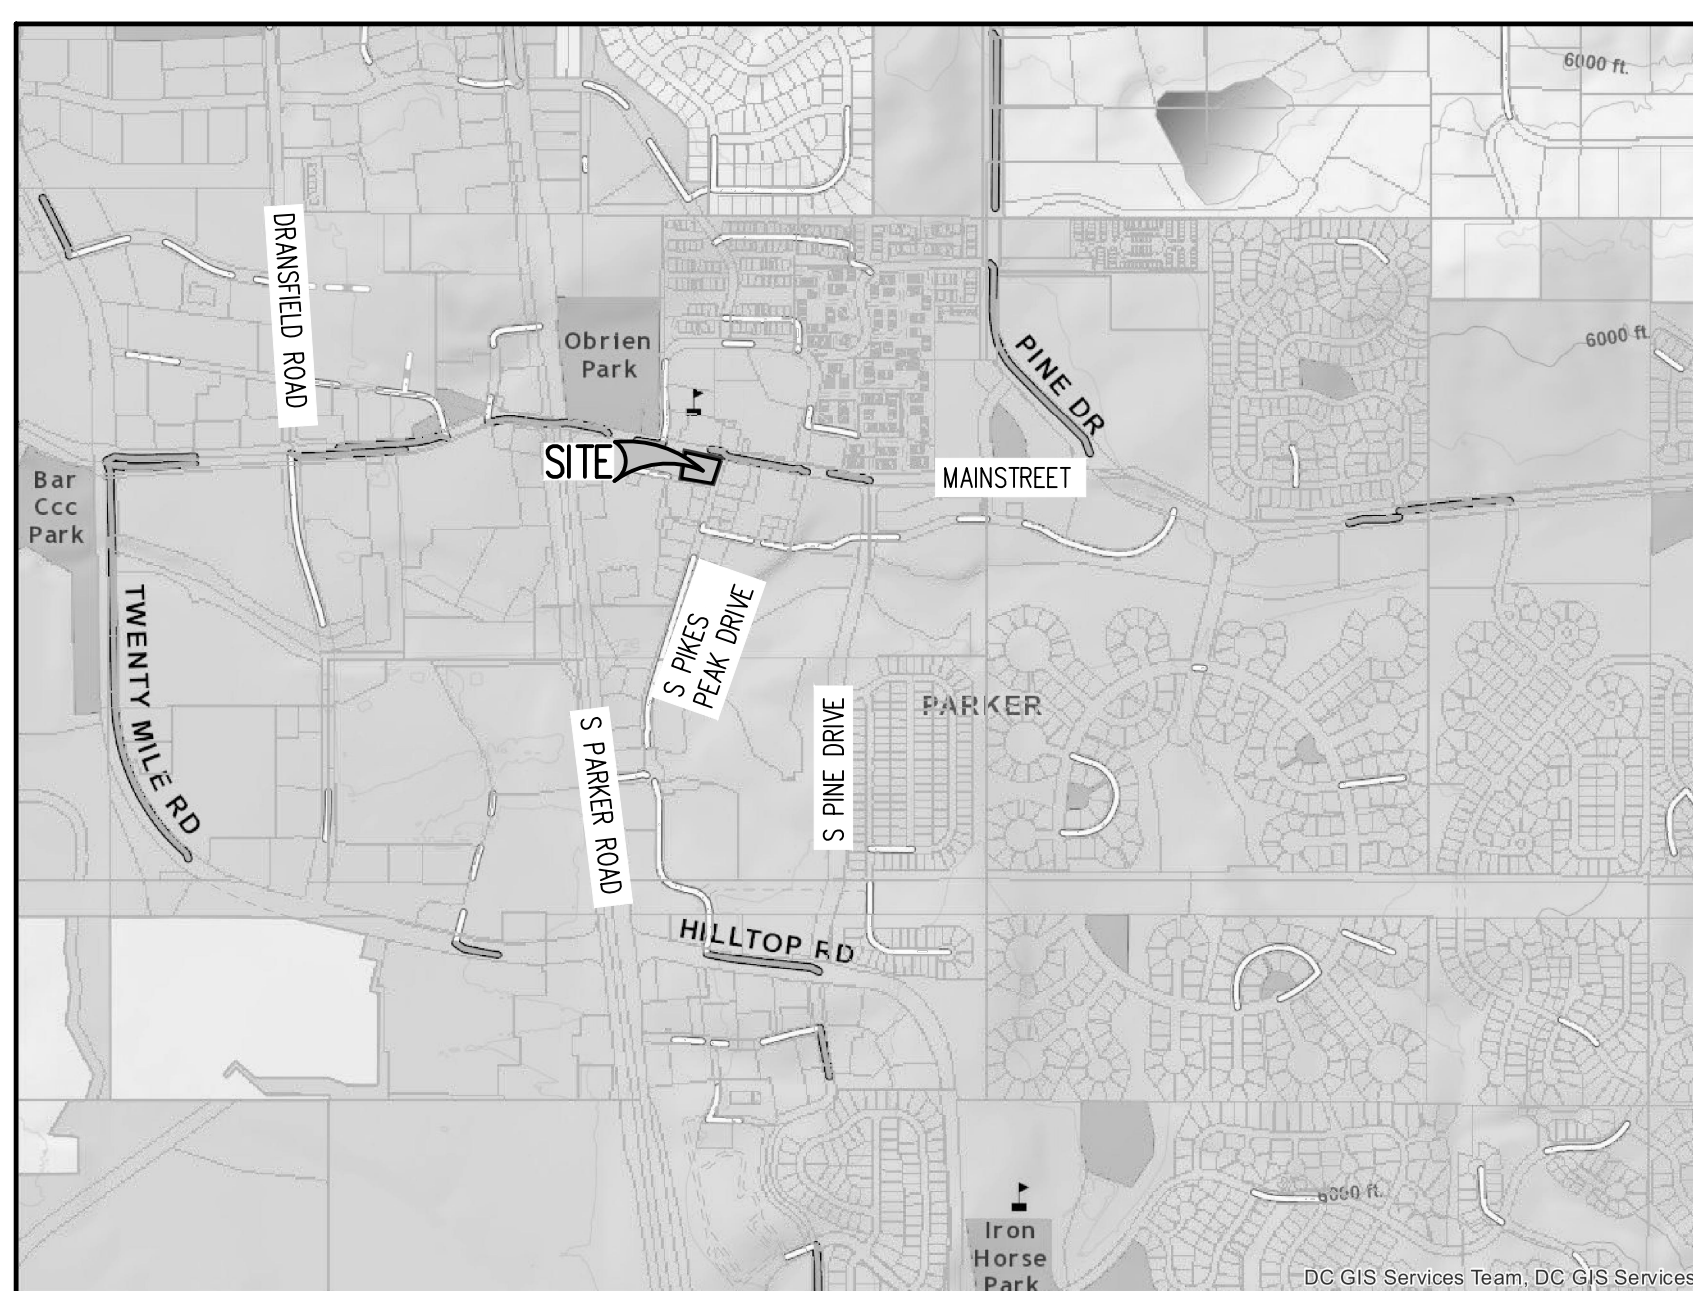 6000 ft.
DRANSFIELD ROAD
Obrien
Park
6000 ft.
PINE DR
SITE
MAINSTREET
Bar
Ccc
Park
TWENTY MILE RD
S PIKES
PEAK DRIVE
S PARKER ROAD
S PINE DRIVE
PARKER
HILLTOP RD
6000 ft.
Iron
Horse
Park
DC GIS Services Team, DC GIS Services